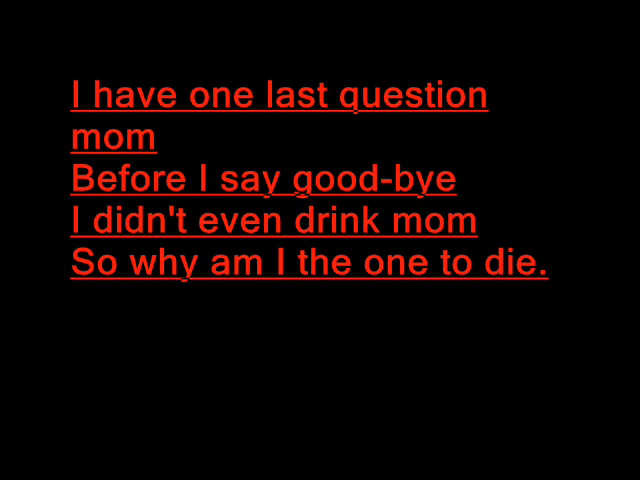 I have one last question
mom
Before I say good-bye
I didn't even drink mom
So why am I the one to die.